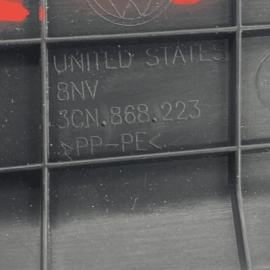 UNITED STATES
8NV
3CN.868.223
>PP-PE<